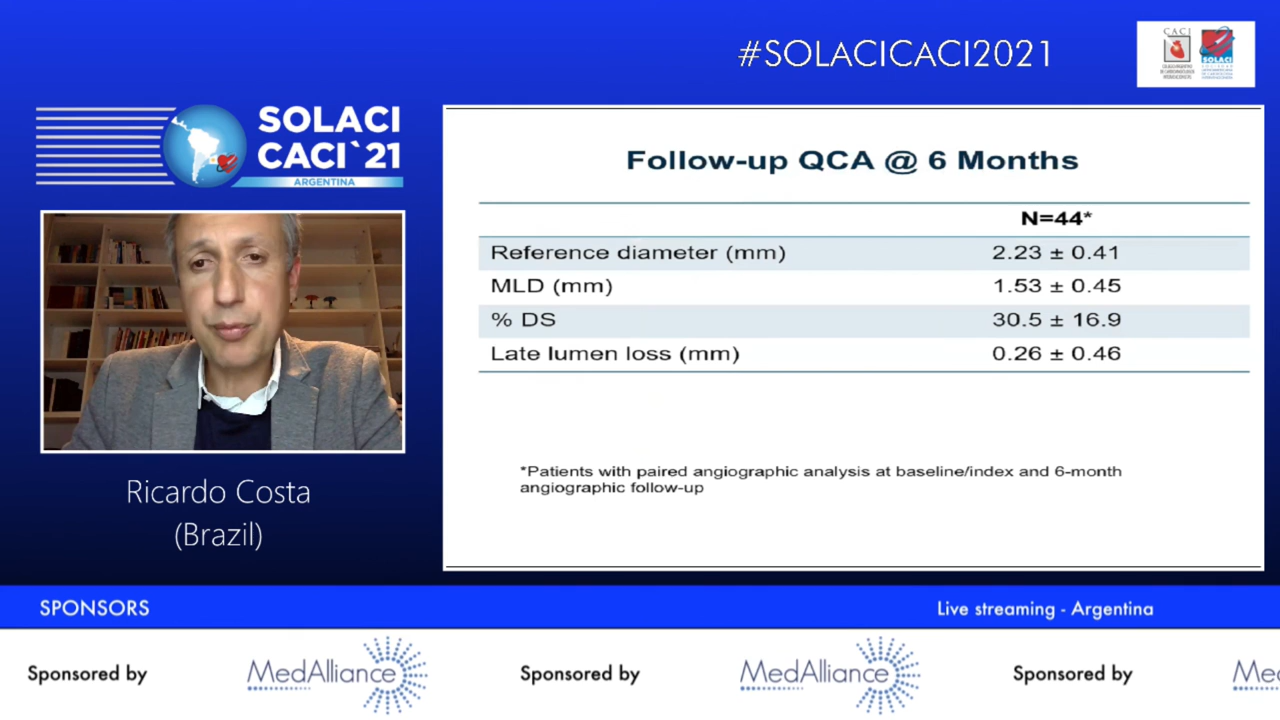 #SOLACICACI2021
CACI
SOLACI
SOLACI
CACI`21
ARGENTINA
Ricardo Costa
(Brazil)
Follow-up QCA @ 6 Months
N=44*
Reference diameter (mm) 2.23 ± 0.41
MLD (mm) 1.53 ± 0.45
% DS 30.5 ± 16.9
Late lumen loss (mm) 0.26 ± 0.46
*Patients with paired angiographic analysis at baseline/index and 6-month
angiographic follow-up
SPONSORS
Live streaming - Argentina
Sponsored by MedAlliance Sponsored by MedAlliance Sponsored by Med